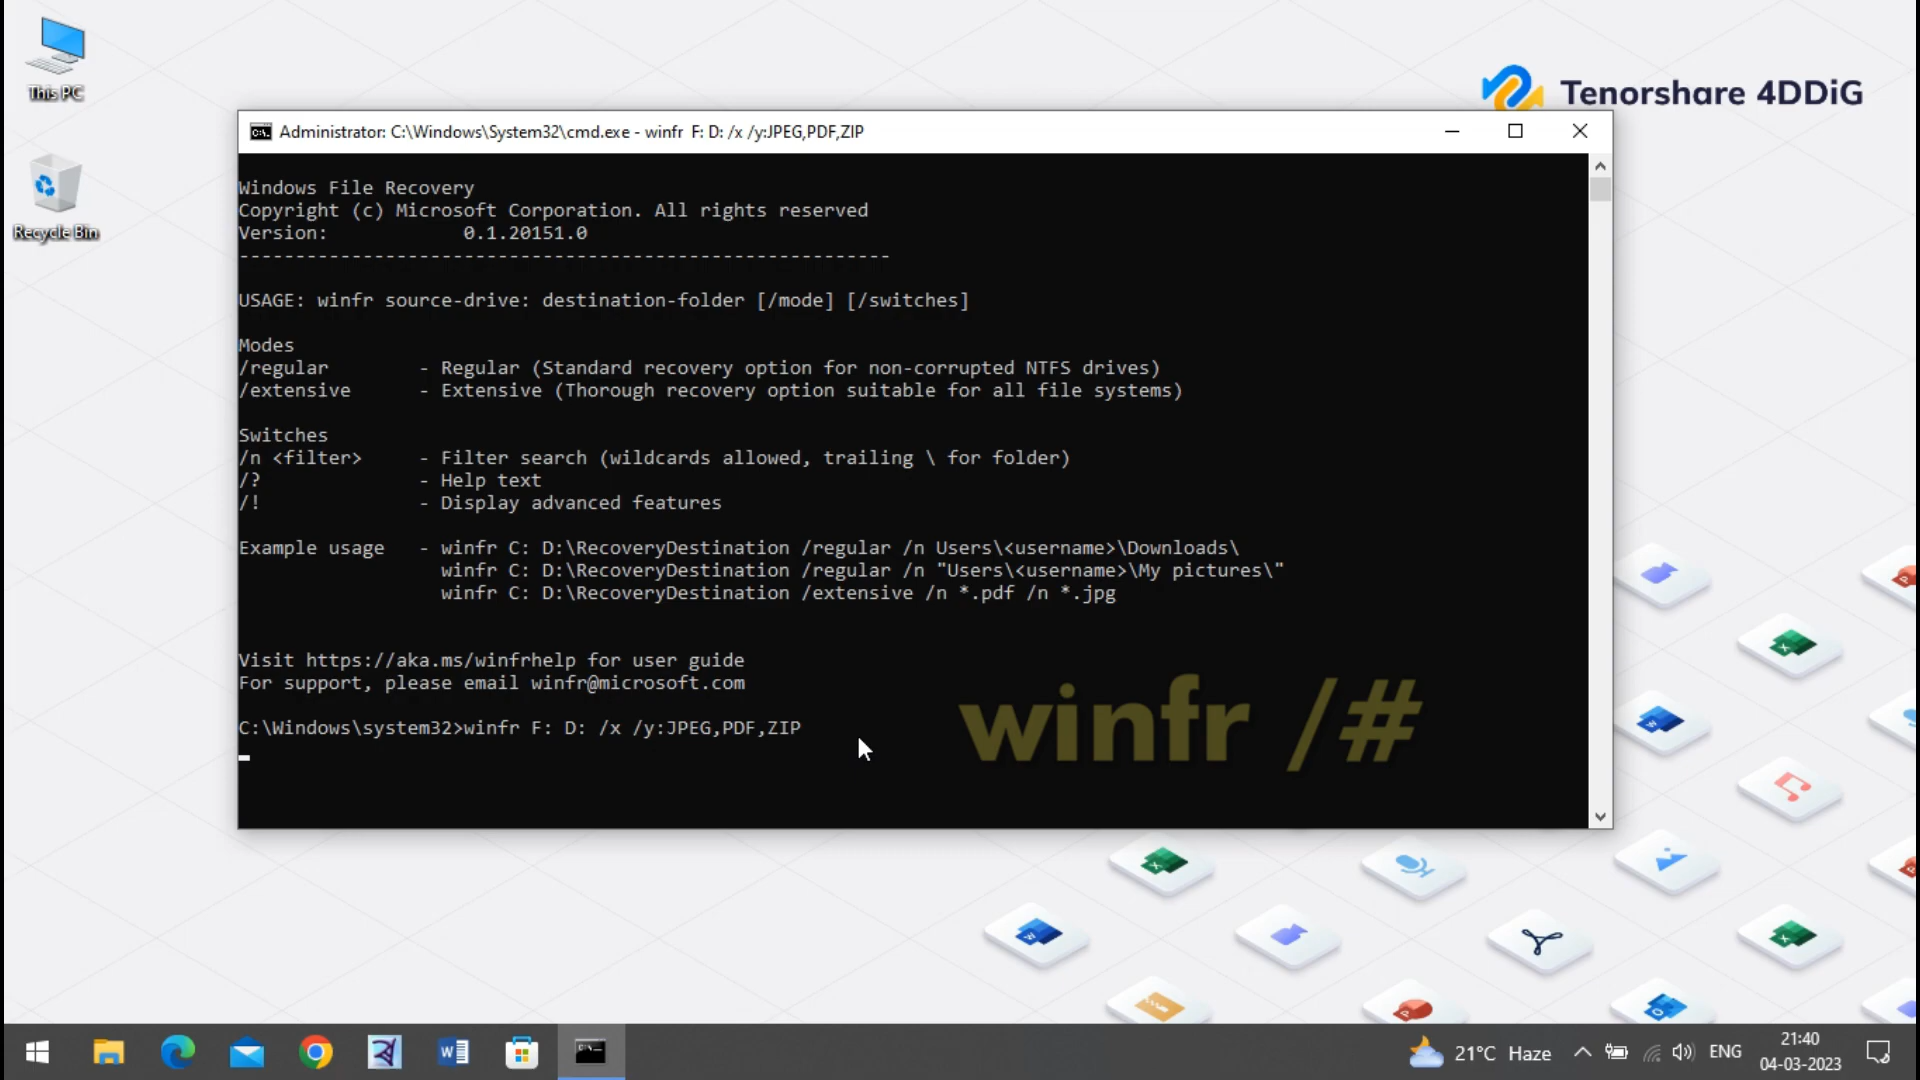 This PC
Recycle Bin
Tenorshare 4DDiG
Administrator: C:\Windows\System32\cmd.exe - winfr  F: D: /x /y:JPEG,PDF,ZIP
Windows File Recovery
Copyright (c) Microsoft Corporation. All rights reserved
Version:            0.1.20151.0
----------------------------------------------------------
USAGE: winfr source-drive: destination-folder [/mode] [/switches]
Modes
/regular        - Regular (Standard recovery option for non-corrupted NTFS drives)
/extensive      - Extensive (Thorough recovery option suitable for all file systems)
Switches
/n <filter>     - Filter search (wildcards allowed, trailing \ for folder)
/?              - Help text
/!              - Display advanced features
Example usage   - winfr C: D:\RecoveryDestination /regular /n Users\<username>\Downloads\
winfr C: D:\RecoveryDestination /regular /n "Users\<username>\My pictures\"
winfr C: D:\RecoveryDestination /extensive /n *.pdf /n *.jpg
Visit https://aka.ms/winfrhelp for user guide
For support, please email winfr@microsoft.com
C:\Windows\system32>winfr F: D: /x /y:JPEG,PDF,ZIP
winfr /#
21°C Haze
ENG
21:40
04-03-2023